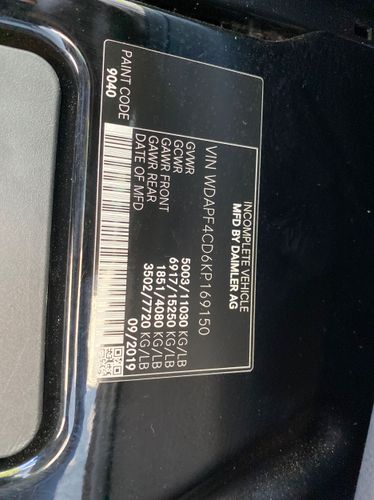 INCOMPLETE VEHICLE
MFD BY DAIMLER AG
VIN WDAPF4CD6KP169150
GVWR 5003/11030 KG/LB
GCWR 6917/15250 KG/LB
GAWR FRONT 1851/4080 KG/LB
GAWR REAR 3502/7720 KG/LB
DATE OF MFD 09/2019
PAINT CODE
9040